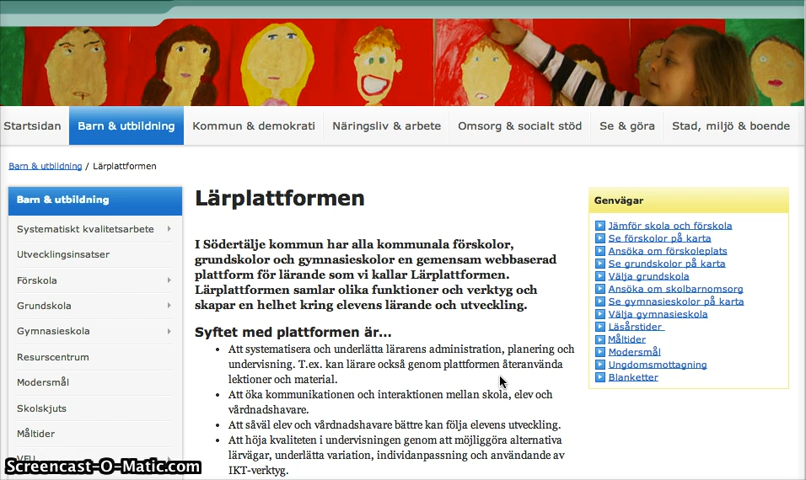 Startsidan Barn & utbildning Kommun & demokrati Näringsliv & arbete Omsorg & socialt stöd Se & göra Stad, miljö & boende
Barn & utbildning / Lärplattformen
Barn & utbildning
Systematiskt kvalitetsarbete
Utvecklingsinsatser
Förskola
Grundskola
Gymnasieskola
Resurscentrum
Modersmål
Skolskjuts
Måltider
VFU
Lärplattformen
I Södertälje kommun har alla kommunala förskolor,
grundskolor och gymnasieskolor en gemensam webbaserad
plattform för lärande som vi kallar Lärplattformen.
Lärplattformen samlar olika funktioner och verktyg och
skapar en helhet kring elevens lärande och utveckling.
Syftet med plattformen är...
• Att systematisera och underlätta lärarens administration, planering och
undervisning. T.ex. kan lärare också genom plattformen återanvända
lektioner och material.
• Att öka kommunikationen och interaktionen mellan skola, elev och
vårdnadshavare.
• Att såväl elev och vårdnadshavare bättre kan följa elevens utveckling.
• Att höja kvaliteten i undervisningen genom att möjliggöra alternativa
lärvägar, underlätta variation, individanpassning och användande av
IKT-verktyg.
Genvägar
Jämför skola och förskola
Se förskolor på karta
Ansöka om förskoleplats
Se grundskolor på karta
Välja grundskola
Ansöka om skolbarnomsorg
Se gymnasieskolor på karta
Välja gymnasieskola
Läsårstider
Måltider
Modersmål
Ungdomsmottagning
Blanketter
Screencast-O-Matic.com